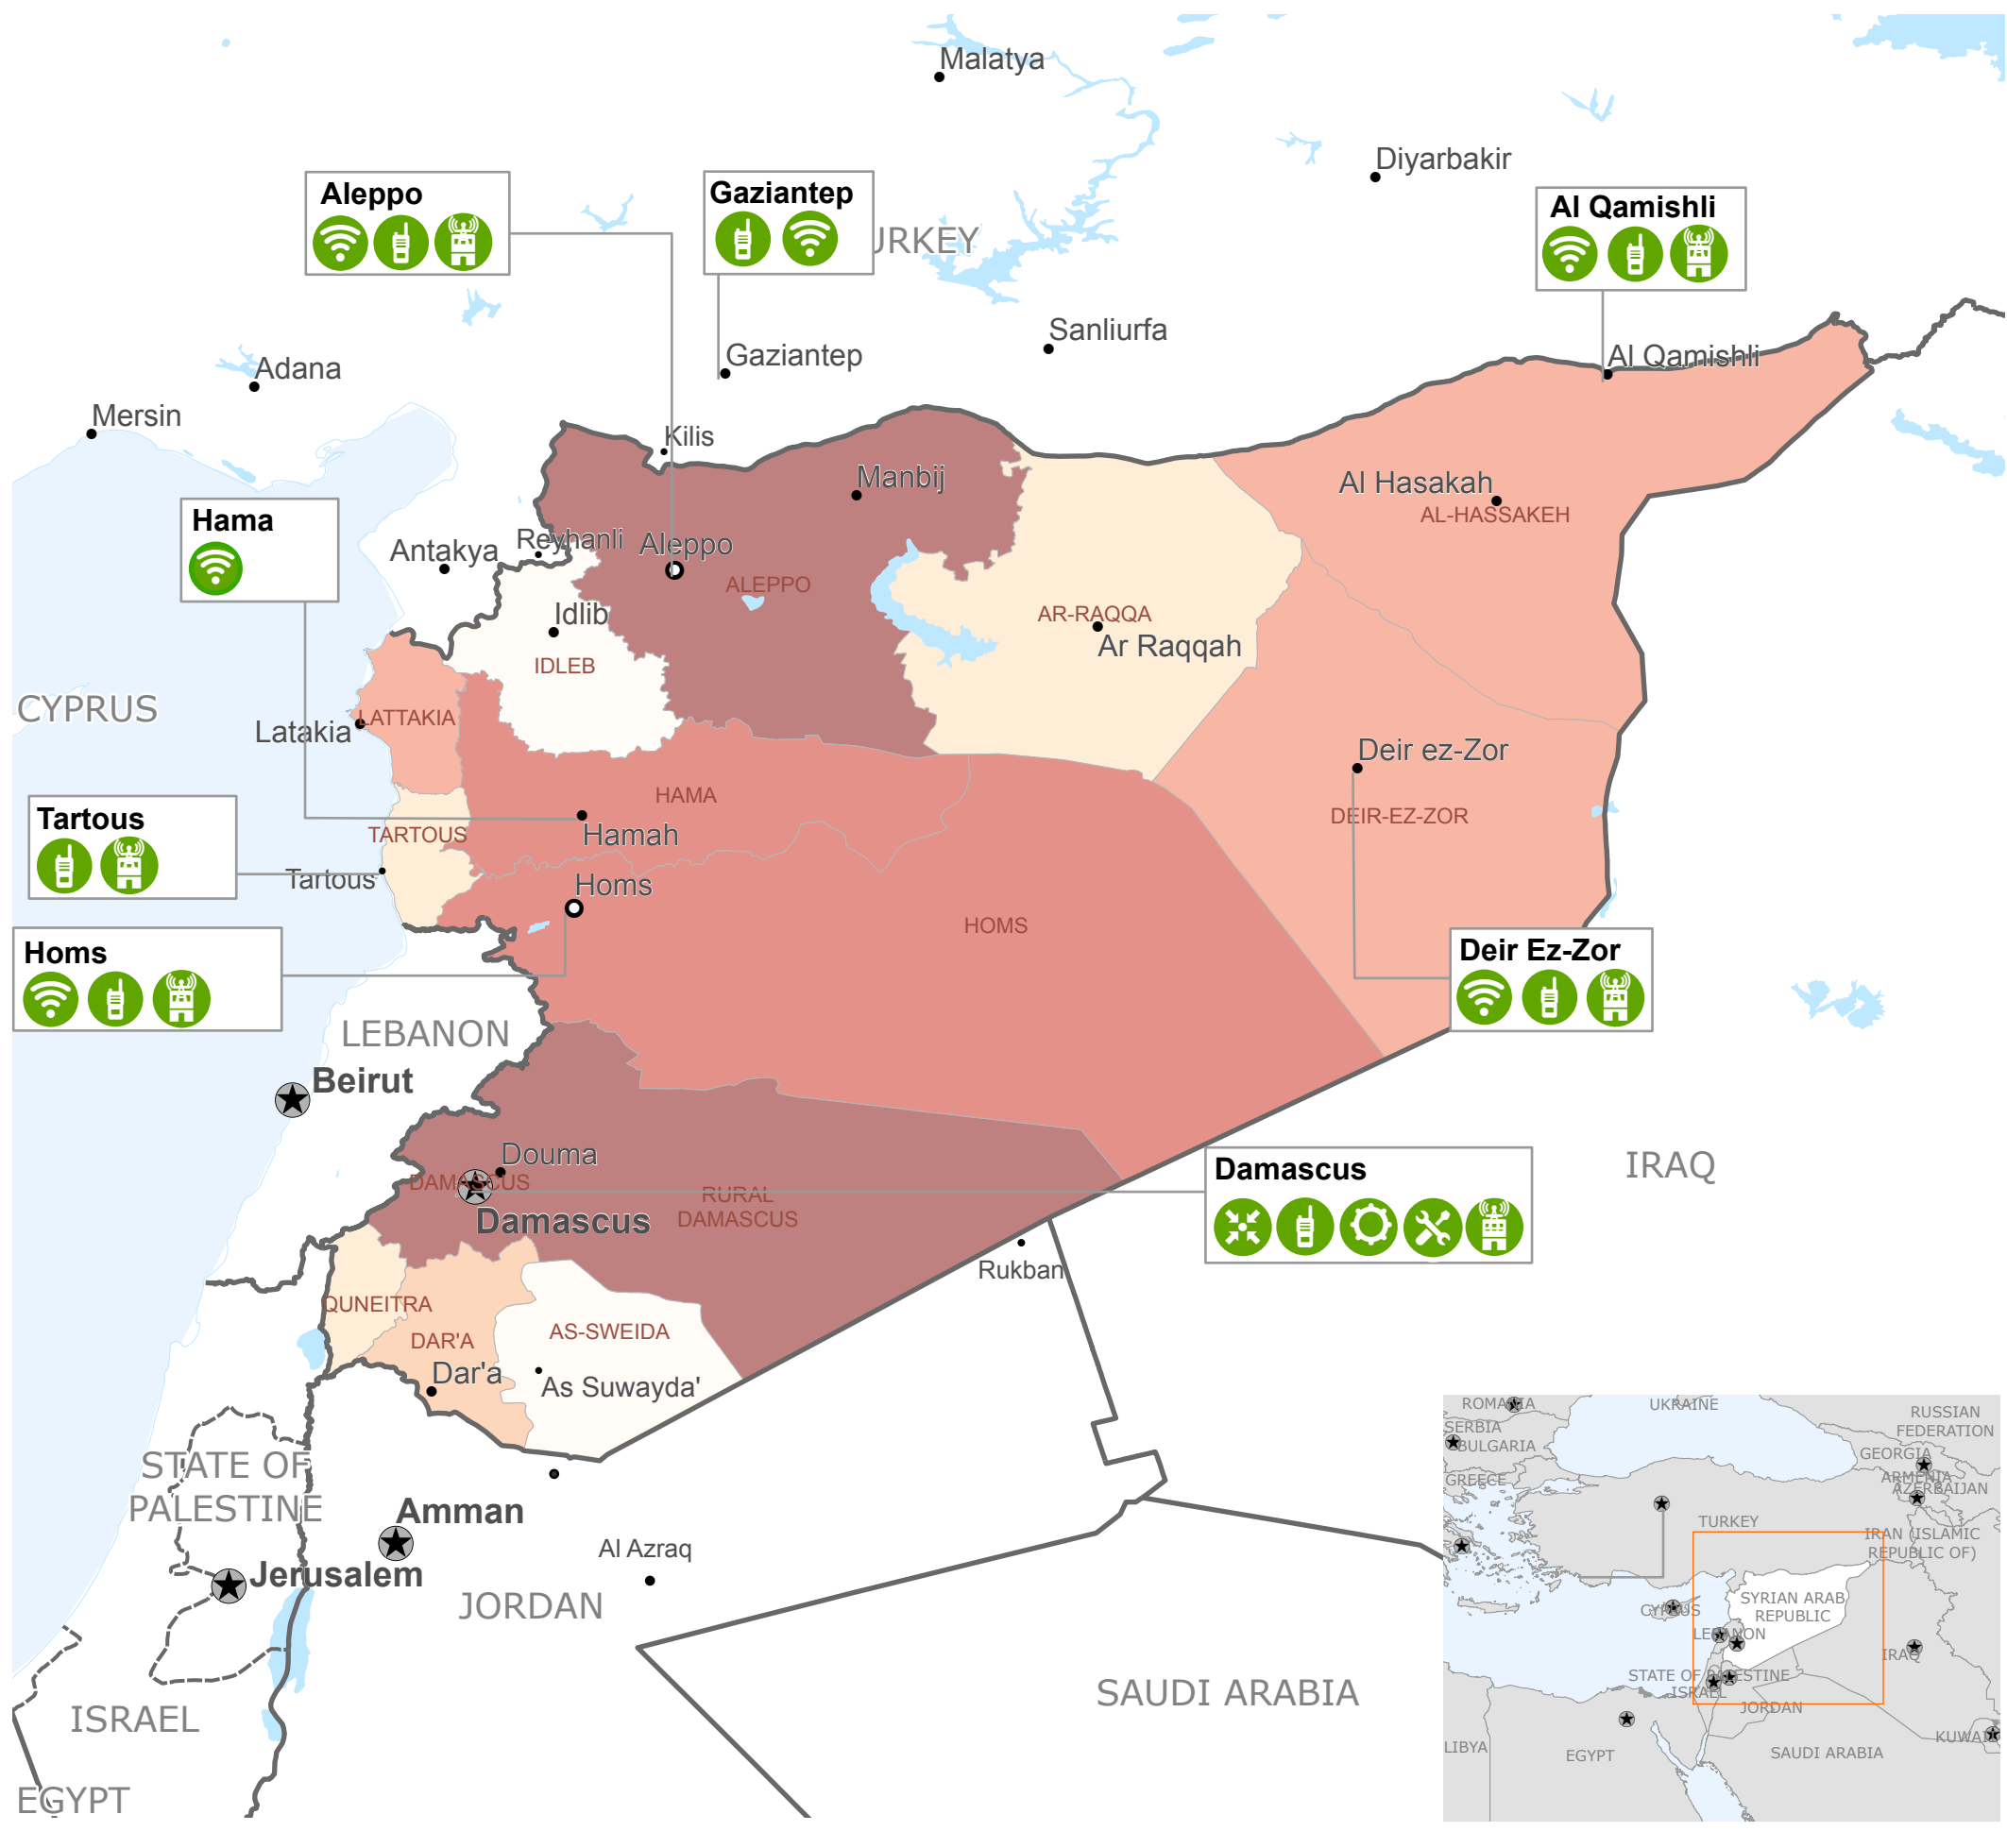 Malatya
Diyarbakir
Aleppo
Gaziantep
Al Qamishli
URKEY
Sanliurfa
Gaziantep
Al Qamishli
Adana
Mersin
Kilis
Manbij
Al Hasakah
AL-HASSAKEH
Hama
Antakya
Reyhanli
Aleppo
ALEPPO
Idlib
AR-RAQQA
Ar Raqqah
IDLEB
CYPRUS
LATTAKIA
Latakia
Deir ez-Zor
HAMA
DEIR-EZ-ZOR
Tartous
TARTOUS
Hamah
Tartous
Homs
HOMS
Homs
Deir Ez-Zor
LEBANON
Beirut
Douma
DAMASCUS
Damascus
RURAL
DAMASCUS
Damascus
IRAQ
Rukban
QUNEITRA
DAR'A
AS-SWEIDA
Dar'a
As Suwayda'
STATE OF
PALESTINE
Amman
Jerusalem
Al Azraq
JORDAN
SAUDI ARABIA
ISRAEL
EGYPT
ROMANIA
UKRAINE
RUSSIAN
FEDERATION
SERBIA
BULGARIA
GEORGIA
GREECE
ARMENIA
AZERBAIJAN
TURKEY
IRAN (ISLAMIC
REPUBLIC OF)
SYRIAN ARAB
REPUBLIC
CYPRUS
LEBANON
IRAQ
STATE OF PALESTINE
ISRAEL
JORDAN
KUWAIT
LIBYA
EGYPT
SAUDI ARABIA